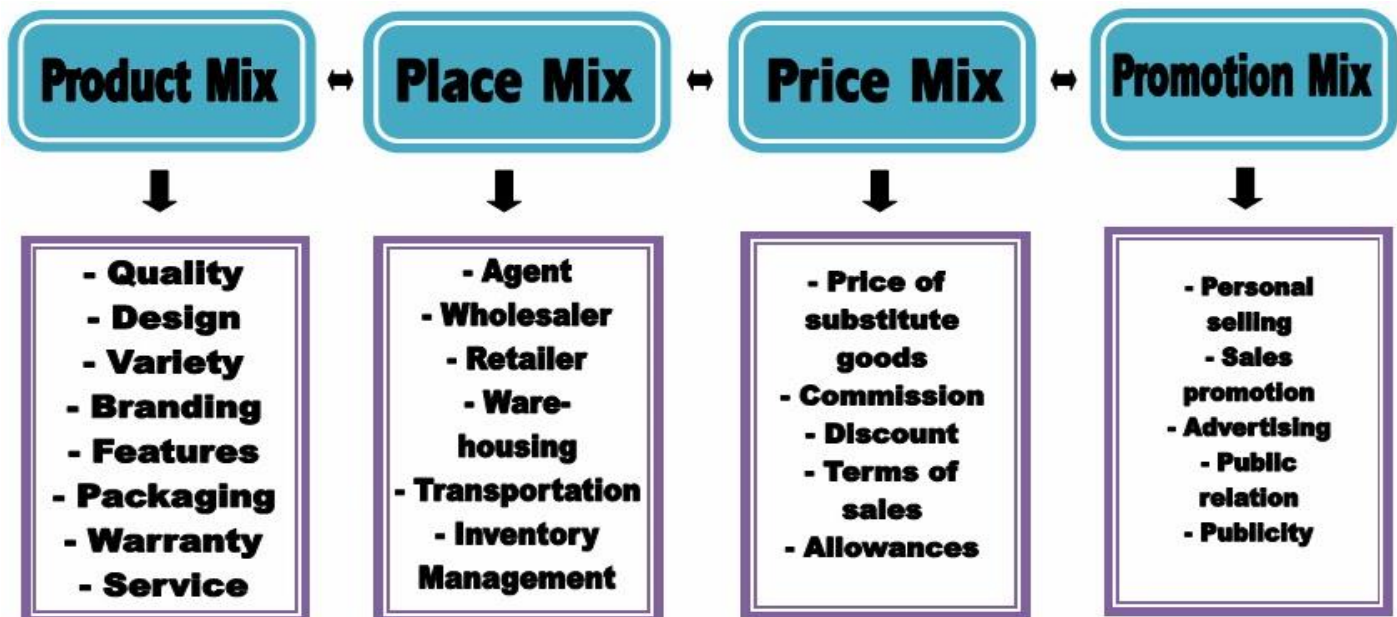 Product Mix
Place Mix
Price Mix
Promotion Mix
- Quality
- Design
- Variety
- Branding
- Features
- Packaging
- Warranty
- Service
- Agent
- Wholesaler
- Retailer
- Ware-
housing
- Transportation
- Inventory
Management
- Price of
substitute
goods
- Commission
- Discount
- Terms of
sales
- Allowances
- Personal
selling
- Sales
promotion
- Advertising
- Public
relation
- Publicity